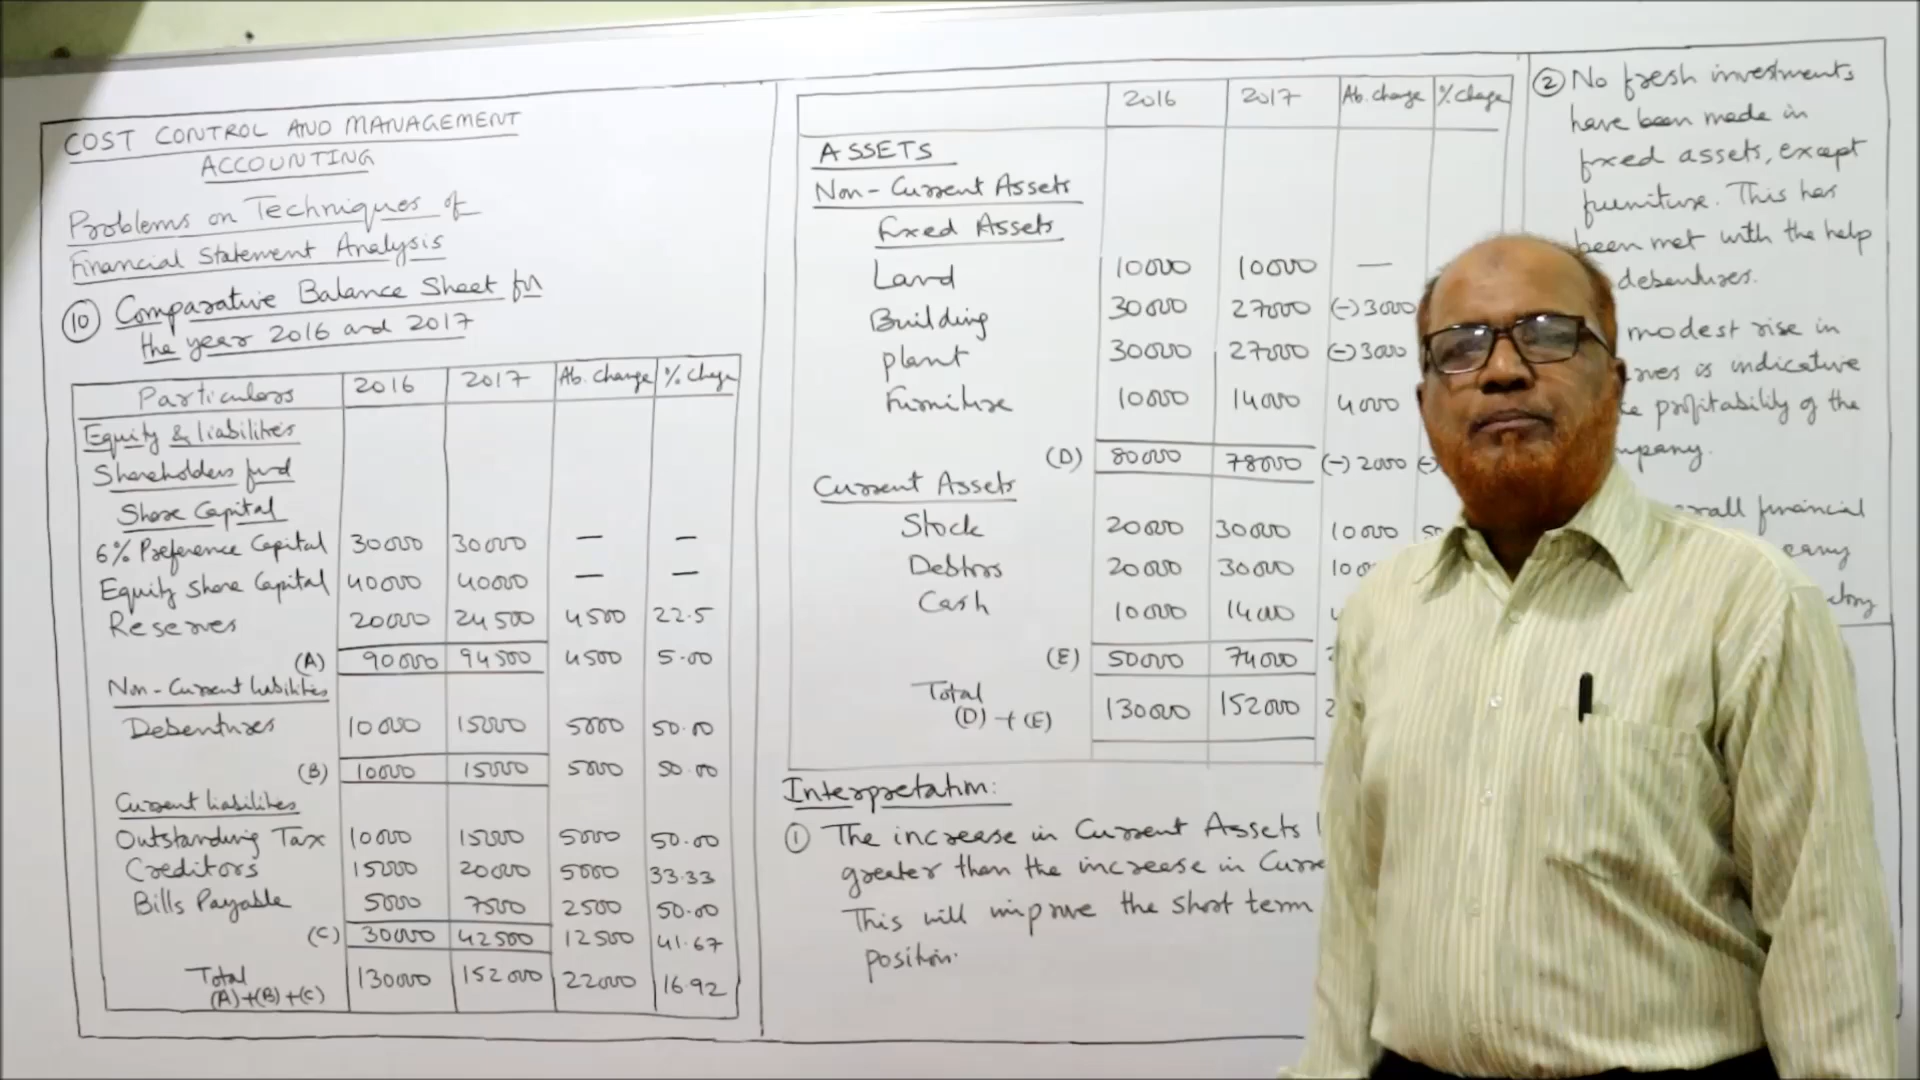 COST CONTROL AND MANAGEMENT
ACCOUNTING
Problems on Techniques of
Financial Statement Analysis
10 Comparative Balance Sheet for
the year 2016 and 2017
Particulars 2016 2017 Ab. change % Change
Equity & liabilities
Shareholders fund
Share Capital
6% Preference Capital 30000 30000 — —
Equity Share Capital 40000 40000 — —
Reserves 20000 24500 4500 22.5
(A) 90000 94500 4500 5.00
Non-Current liabilities
Debentures 10000 15000 5000 50.00
(B) 10000 15000 5000 50.00
Current liabilities
Outstanding Tax 10000 15000 5000 50.00
Creditors 15000 20000 5000 33.33
Bills Payable 5000 7500 2500 50.00
(C) 30000 42500 12500 41.67
Total 130000 152000 22000 16.92
(A)+(B)+(C)
2016 2017 Ab. change % Change
ASSETS
Non-Current Assets
Fixed Assets
Land 10000 10000 —
Building 30000 27000 (-) 3000
Plant 30000 27000 (-) 3000
Furniture 10000 14000 4000
(D) 80000 78000 (-) 2000 (-)
Current Assets
Stock 20000 30000 10000
Debtors 20000 30000
Cash 10000 14000
(E) 50000 74000
Total 130000 152000
(D) + (E)
Interpretation:
1 The increase in Current Assets
greater than the increase in
This will improve the short term
position.
2 No fresh investments
have been made in
fixed assets, except
furniture. This has
been met with the help
debentures.
modest rise in
is indicative
profitability of the
financial